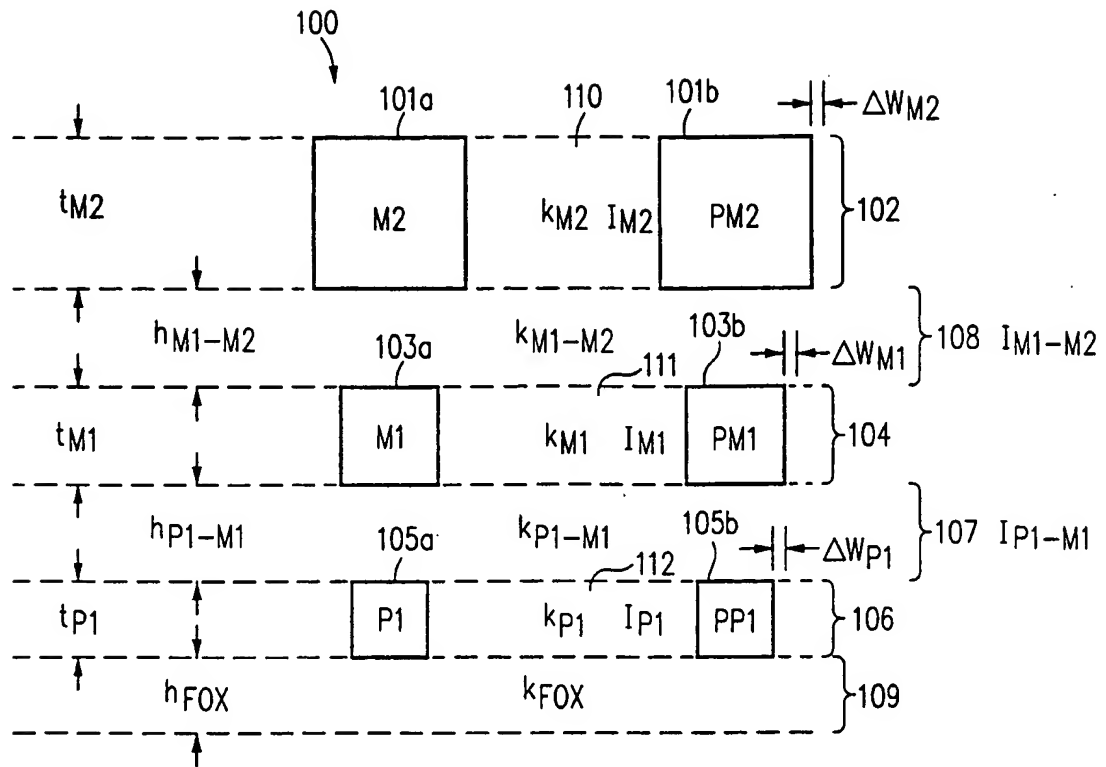 100
101a 110 101b ΔWM2
tM2 M2 kM2 IM2 PM2 102
hM1−M2 103a kM1−M2 103b 108 IM1−M2
ΔWM1
111
tM1 M1 kM1 IM1 PM1 104
hP1−M1 105a kP1−M1 105b 107 IP1−M1
ΔWP1
112
tP1 P1 kP1 IP1 PP1 106
hFOX kFOX 109